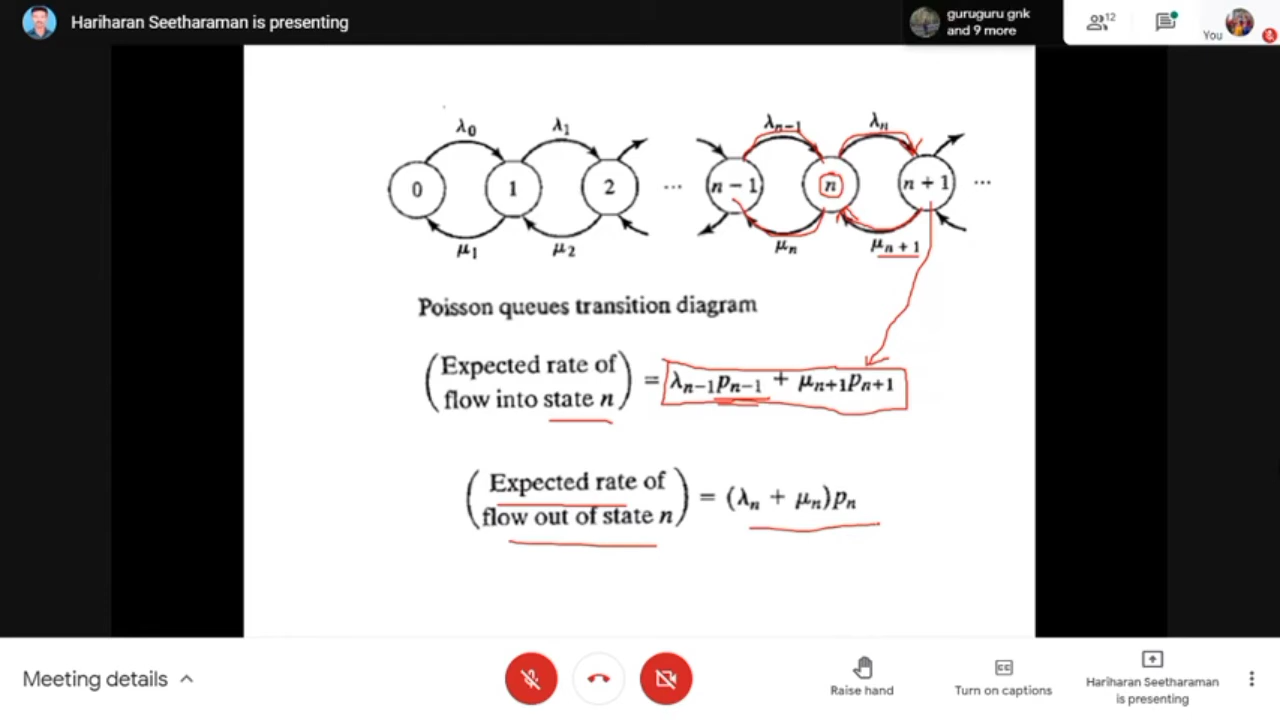 Hariharan Seetharaman is presenting
guruguru gnk
and 9 more
12
You
λ0 λ1 λn−1 λn
0 1 2 ... n − 1 n n + 1 ...
μ1 μ2 μn μn + 1
Poisson queues transition diagram
(Expected rate of
flow into state n) = λn−1pn−1 + μn+1pn+1
(Expected rate of
flow out of state n) = (λn + μn)pn
Meeting details
Raise hand
CC
Turn on captions
Hariharan Seetharaman
is presenting